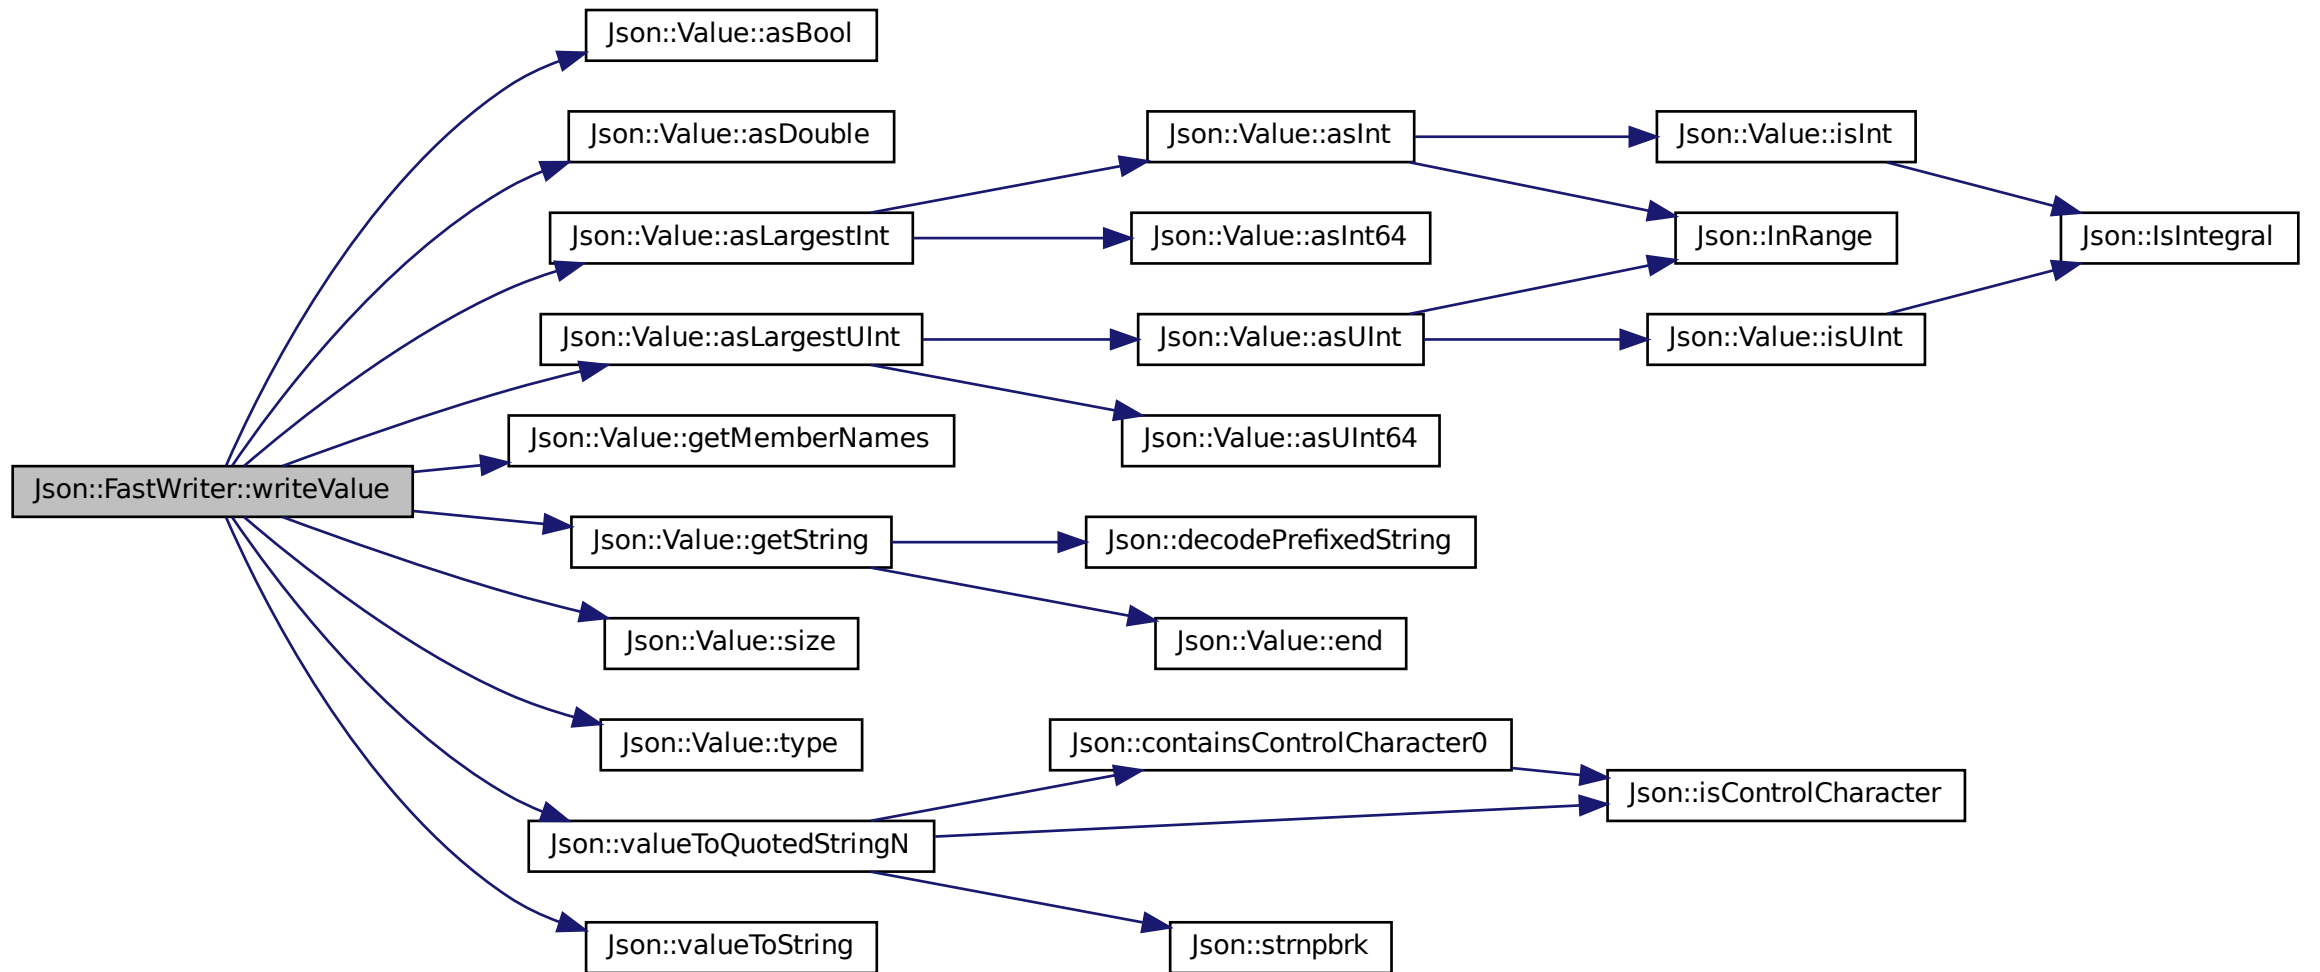 Json::Value::asBool
Json::Value::asDouble
Json::Value::asInt
Json::Value::isInt
Json::Value::asLargestInt
Json::Value::asInt64
Json::InRange
Json::IsIntegral
Json::Value::asLargestUInt
Json::Value::asUInt
Json::Value::isUInt
Json::Value::getMemberNames
Json::Value::asUInt64
Json::FastWriter::writeValue
Json::Value::getString
Json::decodePrefixedString
Json::Value::size
Json::Value::end
Json::Value::type
Json::containsControlCharacter0
Json::isControlCharacter
Json::valueToQuotedStringN
Json::valueToString
Json::strnpbrk